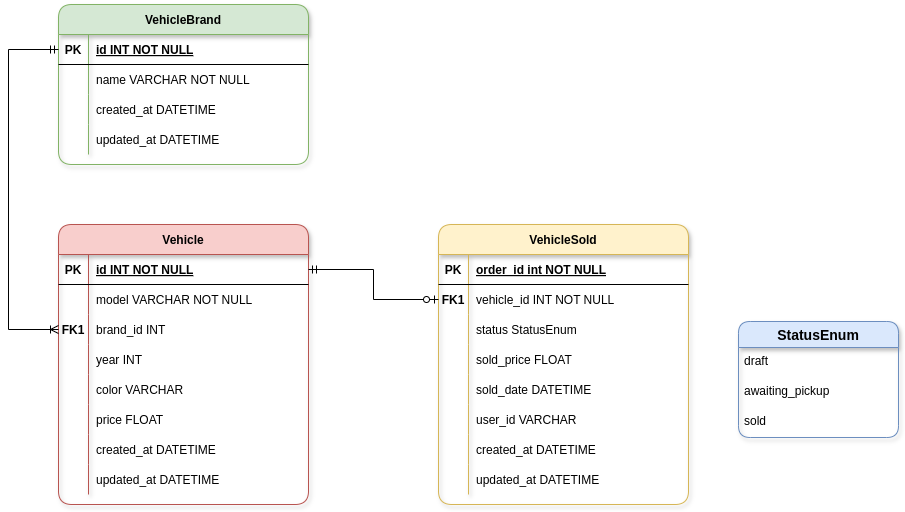 VehicleBrand
PK id INT NOT NULL
name VARCHAR NOT NULL
created_at DATETIME
updated_at DATETIME
Vehicle
PK id INT NOT NULL
model VARCHAR NOT NULL
FK1 brand_id INT
year INT
color VARCHAR
price FLOAT
created_at DATETIME
updated_at DATETIME
VehicleSold
PK order_id int NOT NULL
FK1 vehicle_id INT NOT NULL
status StatusEnum
sold_price FLOAT
sold_date DATETIME
user_id VARCHAR
created_at DATETIME
updated_at DATETIME
StatusEnum
draft
awaiting_pickup
sold